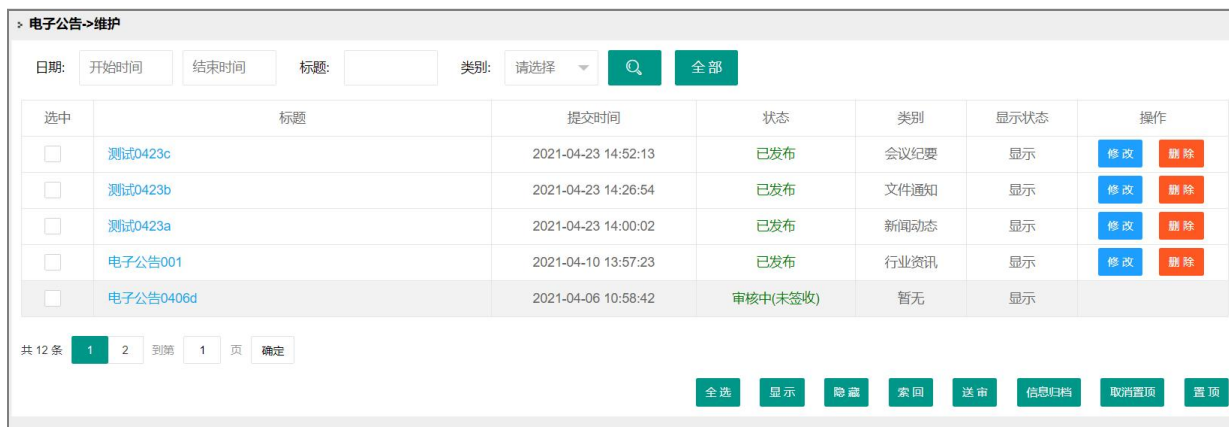 电子公告->维护
日期: 开始时间 结束时间 标题: 类别: 请选择 全部
选中 标题 提交时间 状态 类别 显示状态 操作
测试0423c 2021-04-23 14:52:13 已发布 会议纪要 显示 修改 删除
测试0423b 2021-04-23 14:26:54 已发布 文件通知 显示 修改 删除
测试0423a 2021-04-23 14:00:02 已发布 新闻动态 显示 修改 删除
电子公告001 2021-04-10 13:57:23 已发布 行业资讯 显示 修改 删除
电子公告0406d 2021-04-06 10:58:42 审核中(未签收) 暂无 显示
共 12 条 1 2 到第 1 页 确定
全选 显示 隐藏 索回 送审 信息归档 取消置顶 置顶